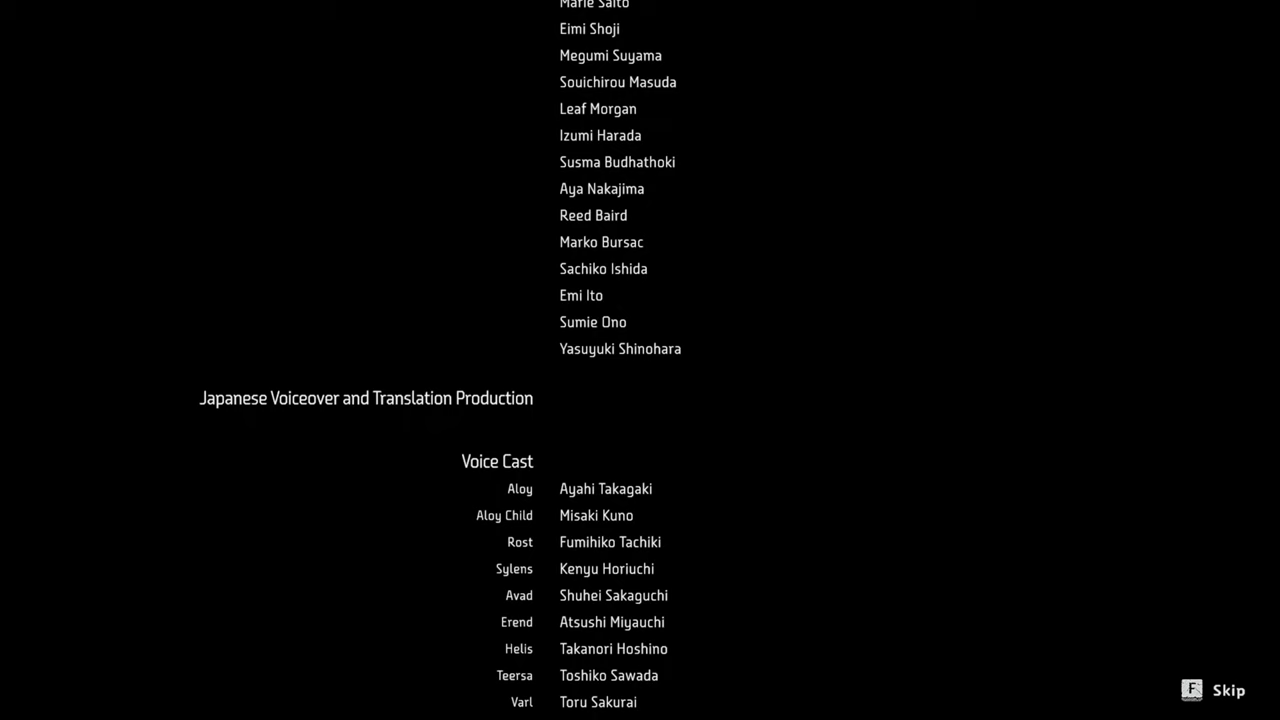 Marie Saito
Eimi Shoji
Megumi Suyama
Souichirou Masuda
Leaf Morgan
Izumi Harada
Susma Budhathoki
Aya Nakajima
Reed Baird
Marko Bursac
Sachiko Ishida
Emi Ito
Sumie Ono
Yasuyuki Shinohara
Japanese Voiceover and Translation Production
Voice Cast
Aloy Ayahi Takagaki
Aloy Child Misaki Kuno
Rost Fumihiko Tachiki
Sylens Kenyu Horiuchi
Avad Shuhei Sakaguchi
Erend Atsushi Miyauchi
Helis Takanori Hoshino
Teersa Toshiko Sawada
Varl Toru Sakurai
F Skip